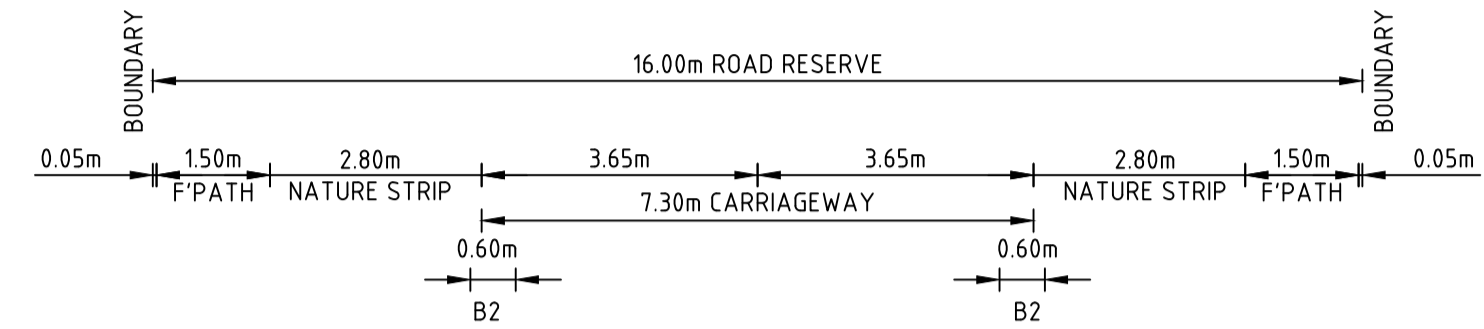 BOUNDARY
16.00m ROAD RESERVE
BOUNDARY
0.05m 1.50m 2.80m 3.65m 3.65m 2.80m 1.50m 0.05m
F'PATH NATURE STRIP 7.30m CARRIAGEWAY NATURE STRIP F'PATH
0.60m 0.60m
B2 B2